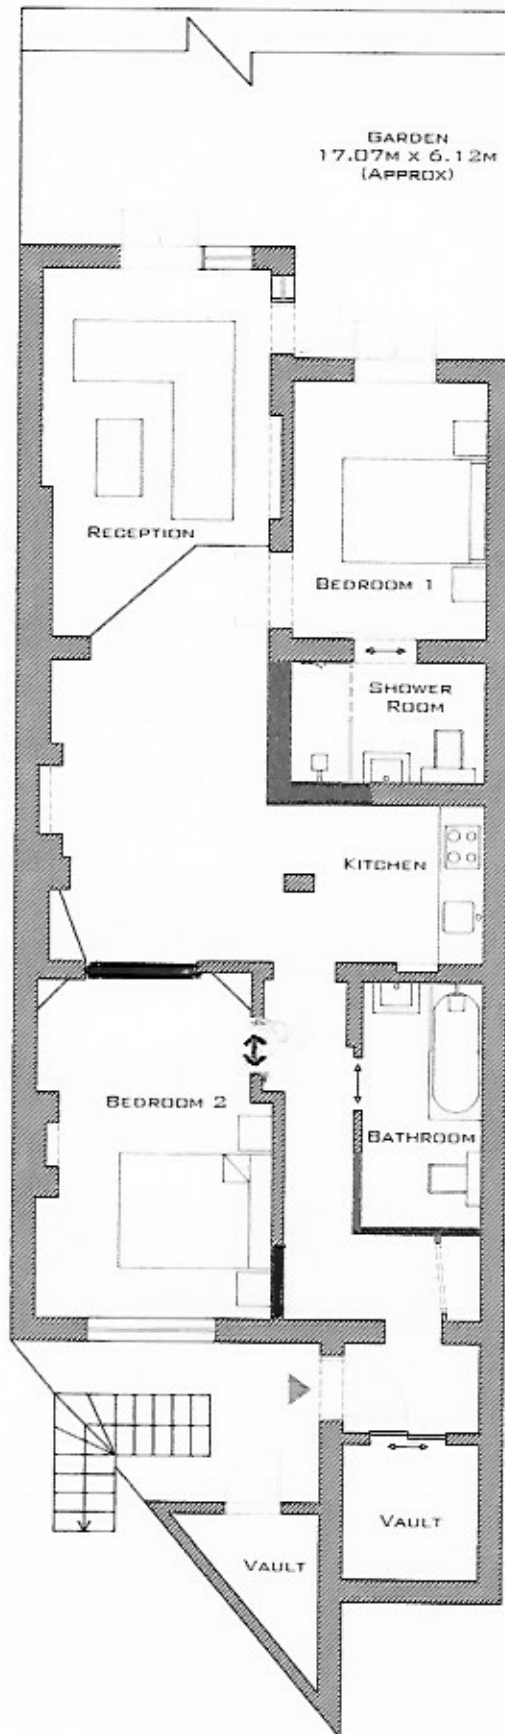 GARDEN
17.07M X 6.12M
(APPROX)
RECEPTION
BEDROOM 1
SHOWER
ROOM
KITCHEN
BEDROOM 2
BATHROOM
VAULT
VAULT